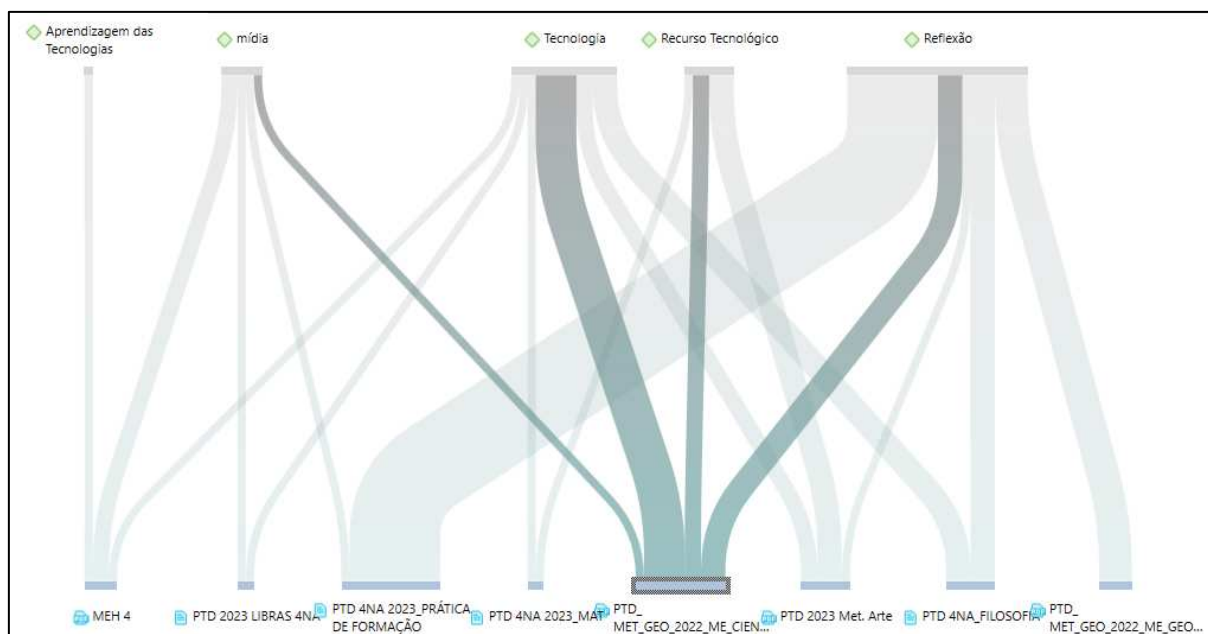 Aprendizagem das
Tecnologias
mídia
Tecnologia
Recurso Tecnológico
Reflexão
MEH 4
PTD 2023 LIBRAS 4NA
PTD 4NA 2023_PRÁTICA
DE FORMAÇÃO
PTD 4NA 2023_MAT
PTD_
MET_GEO_2022_ME_CIEN...
PTD 2023 Met. Arte
PTD 4NA_FILOSOFIA
PTD_
MET_GEO_2022_ME_GEO...